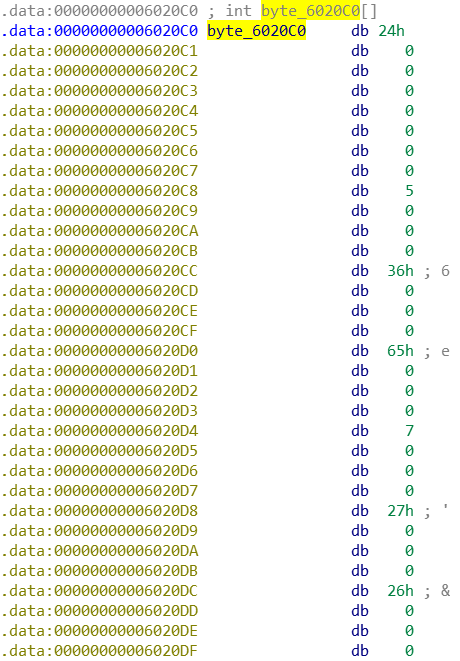 .data:00000000006020C0 ; int byte_6020C0[]
.data:00000000006020C0 byte_6020C0 db 24h
.data:00000000006020C1 db 0
.data:00000000006020C2 db 0
.data:00000000006020C3 db 0
.data:00000000006020C4 db 0
.data:00000000006020C5 db 0
.data:00000000006020C6 db 0
.data:00000000006020C7 db 0
.data:00000000006020C8 db 5
.data:00000000006020C9 db 0
.data:00000000006020CA db 0
.data:00000000006020CB db 0
.data:00000000006020CC db 36h ; 6
.data:00000000006020CD db 0
.data:00000000006020CE db 0
.data:00000000006020CF db 0
.data:00000000006020D0 db 65h ; e
.data:00000000006020D1 db 0
.data:00000000006020D2 db 0
.data:00000000006020D3 db 0
.data:00000000006020D4 db 7
.data:00000000006020D5 db 0
.data:00000000006020D6 db 0
.data:00000000006020D7 db 0
.data:00000000006020D8 db 27h ; '
.data:00000000006020D9 db 0
.data:00000000006020DA db 0
.data:00000000006020DB db 0
.data:00000000006020DC db 26h ; &
.data:00000000006020DD db 0
.data:00000000006020DE db 0
.data:00000000006020DF db 0